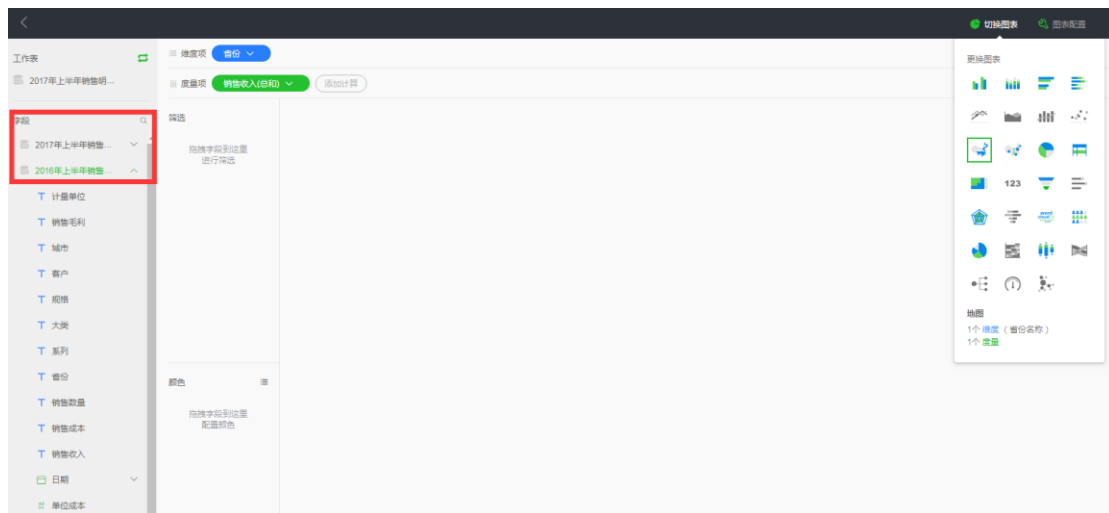 切换图表
图表配置
工作表
2017年上半年销售明...
字段
2017年上半年销售...
2016年上半年销售...
计量单位
销售毛利
城市
客户
规格
大类
系列
省份
销售数量
销售成本
销售收入
日期
单位成本
维度项 省份
度量项 销售收入(总和) 添加计算
筛选
拖拽字段到这里
进行筛选
颜色
拖拽字段到这里
配置颜色
更换图表
123
地图
1个 维度 ( 省份名称 )
1个 度量